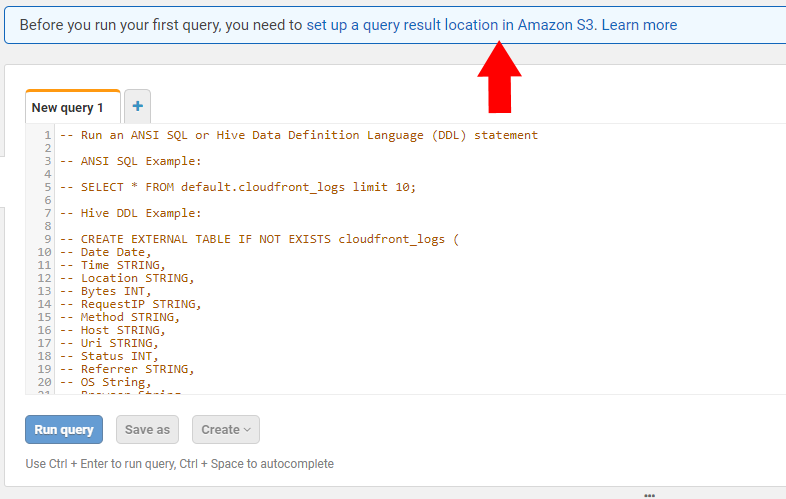 Before you run your first query, you need to set up a query result location in Amazon S3. Learn more
New query 1
+
1 -- Run an ANSI SQL or Hive Data Definition Language (DDL) statement
2
3 -- ANSI SQL Example:
4
5 -- SELECT * FROM default.cloudfront_logs limit 10;
6
7 -- Hive DDL Example:
8
9 -- CREATE EXTERNAL TABLE IF NOT EXISTS cloudfront_logs (
10 -- Date Date,
11 -- Time STRING,
12 -- Location STRING,
13 -- Bytes INT,
14 -- RequestIP STRING,
15 -- Method STRING,
16 -- Host STRING,
17 -- Uri STRING,
18 -- Status INT,
19 -- Referrer STRING,
20 -- OS String,
21 -- Browser String
Run query Save as Create
Use Ctrl + Enter to run query, Ctrl + Space to autocomplete